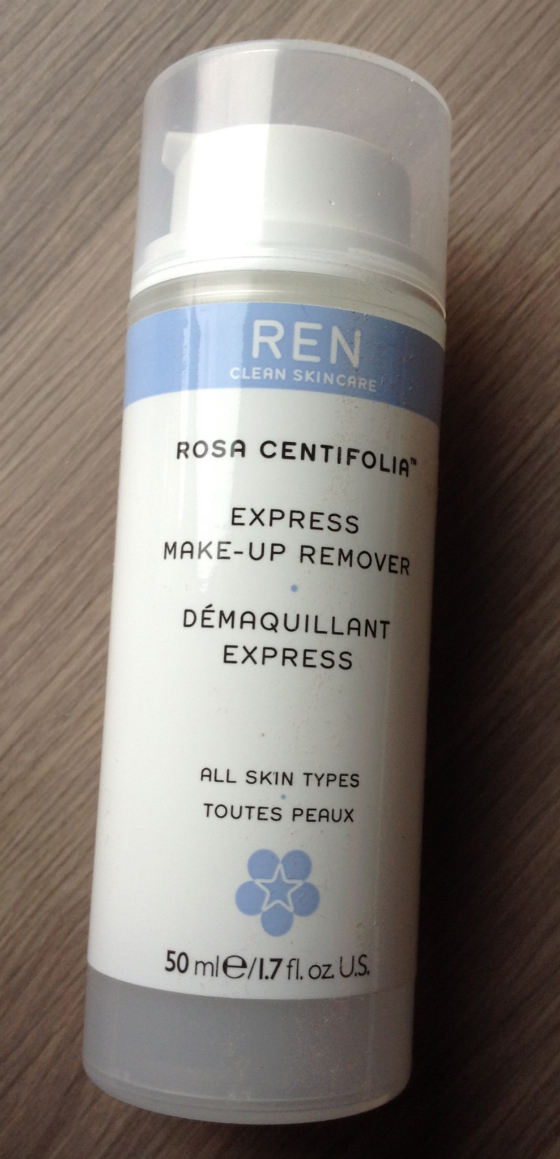 REN
CLEAN SKINCARE
ROSA CENTIFOLIA™
EXPRESS
MAKE-UP REMOVER
DÉMAQUILLANT
EXPRESS
ALL SKIN TYPES
TOUTES PEAUX
50 ml℮/1.7 fl. oz. U.S.